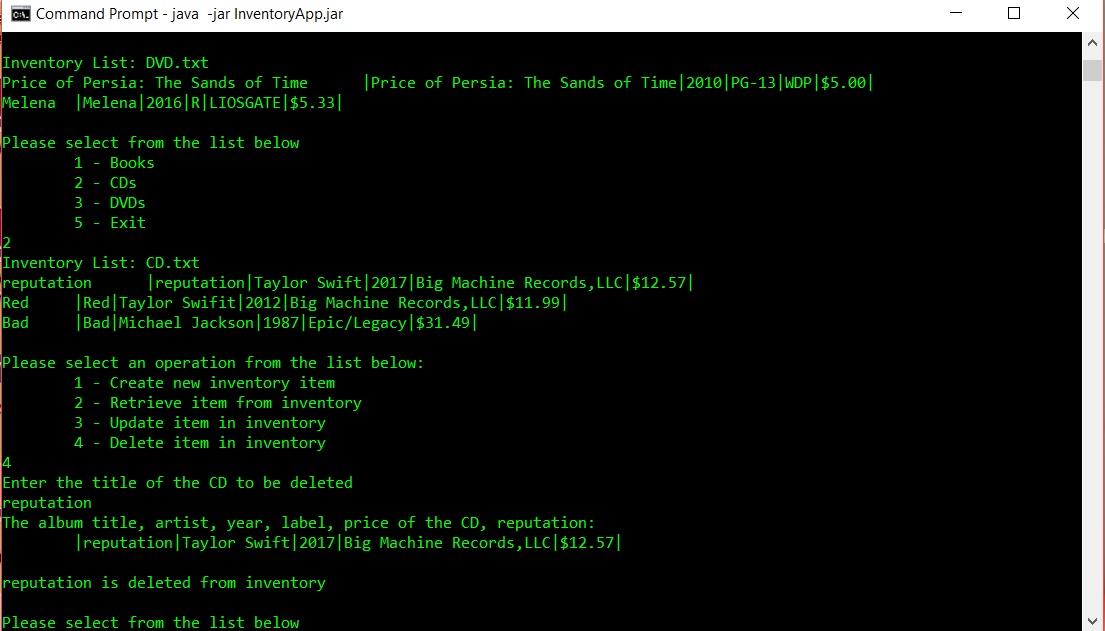 Command Prompt - java -jar InventoryApp.jar
Inventory List: DVD.txt
Price of Persia: The Sands of Time |Price of Persia: The Sands of Time|2010|PG-13|WDP|$5.00|
Melena |Melena|2016|R|LIOSGATE|$5.33|
Please select from the list below
1 - Books
2 - CDs
3 - DVDs
5 - Exit
2
Inventory List: CD.txt
reputation |reputation|Taylor Swift|2017|Big Machine Records,LLC|$12.57|
Red |Red|Taylor Swifit|2012|Big Machine Records,LLC|$11.99|
Bad |Bad|Michael Jackson|1987|Epic/Legacy|$31.49|
Please select an operation from the list below:
1 - Create new inventory item
2 - Retrieve item from inventory
3 - Update item in inventory
4 - Delete item in inventory
4
Enter the title of the CD to be deleted
reputation
The album title, artist, year, label, price of the CD, reputation:
|reputation|Taylor Swift|2017|Big Machine Records,LLC|$12.57|
reputation is deleted from inventory
Please select from the list below